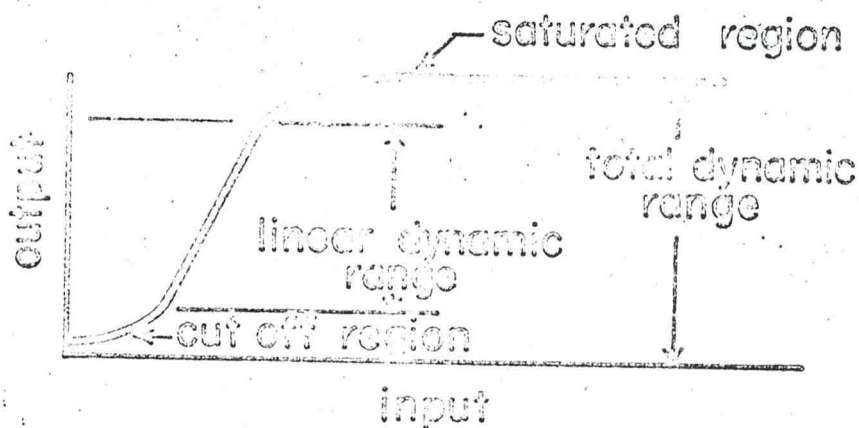 saturated region
output
total dynamic
range
linear dynamic
range
cut off region
input